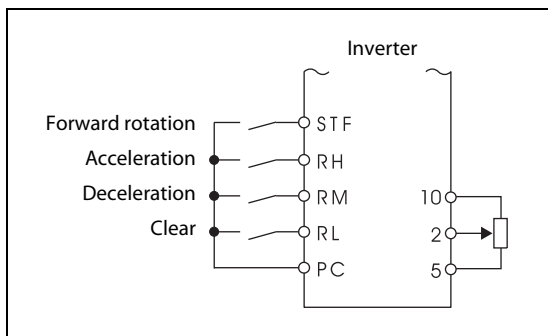 Inverter
Forward rotation STF
Acceleration RH
Deceleration RM 10
Clear RL 2
PC 5